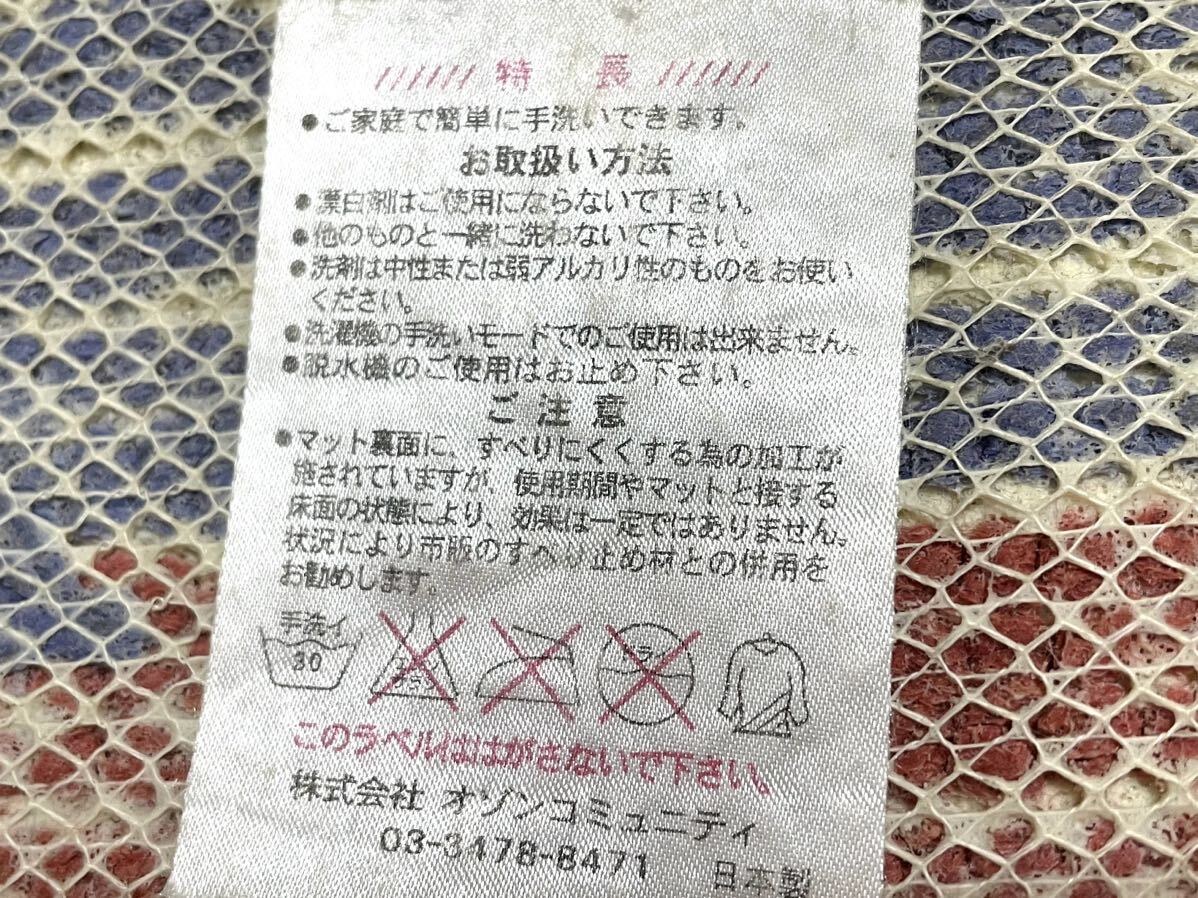 ////// 特 長 //////
●ご家庭で簡単に手洗いできます。
お取扱い方法
●漂白剤はご使用にならないで下さい。
●他のものと一緒に洗わないで下さい。
●洗剤は中性または弱アルカリ性のものをお使い
ください。
●洗濯機の手洗いモードでのご使用は出来ません。
●脱水機のご使用はお止め下さい。
ご注意
●マット裏面に、すべりにくくする為の加工が
施されていますが、使用期間やマットと接する
床面の状態により、効果は一定ではありません。
状況により市販のすべり止め材との併用を
お勧めします。
手洗イ
30
エンソ
サラシ
ドライ
このラベルははがさないで下さい。
株式会社 オゾンコミュニティ
03-3478-8471 日本製